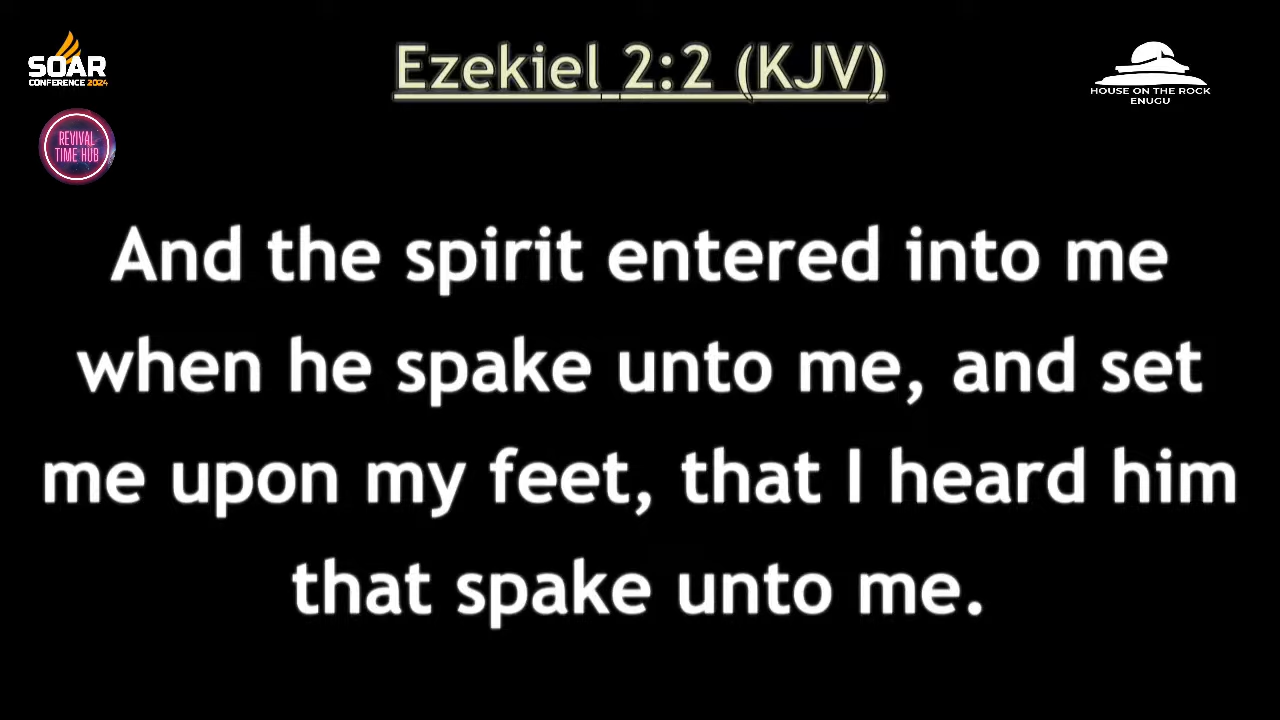 SOAR
CONFERENCE 2024
Ezekiel 2:2 (KJV)
HOUSE ON THE ROCK
ENUGU
REVIVAL
TIME HUB
And the spirit entered into me
when he spake unto me, and set
me upon my feet, that I heard him
that spake unto me.